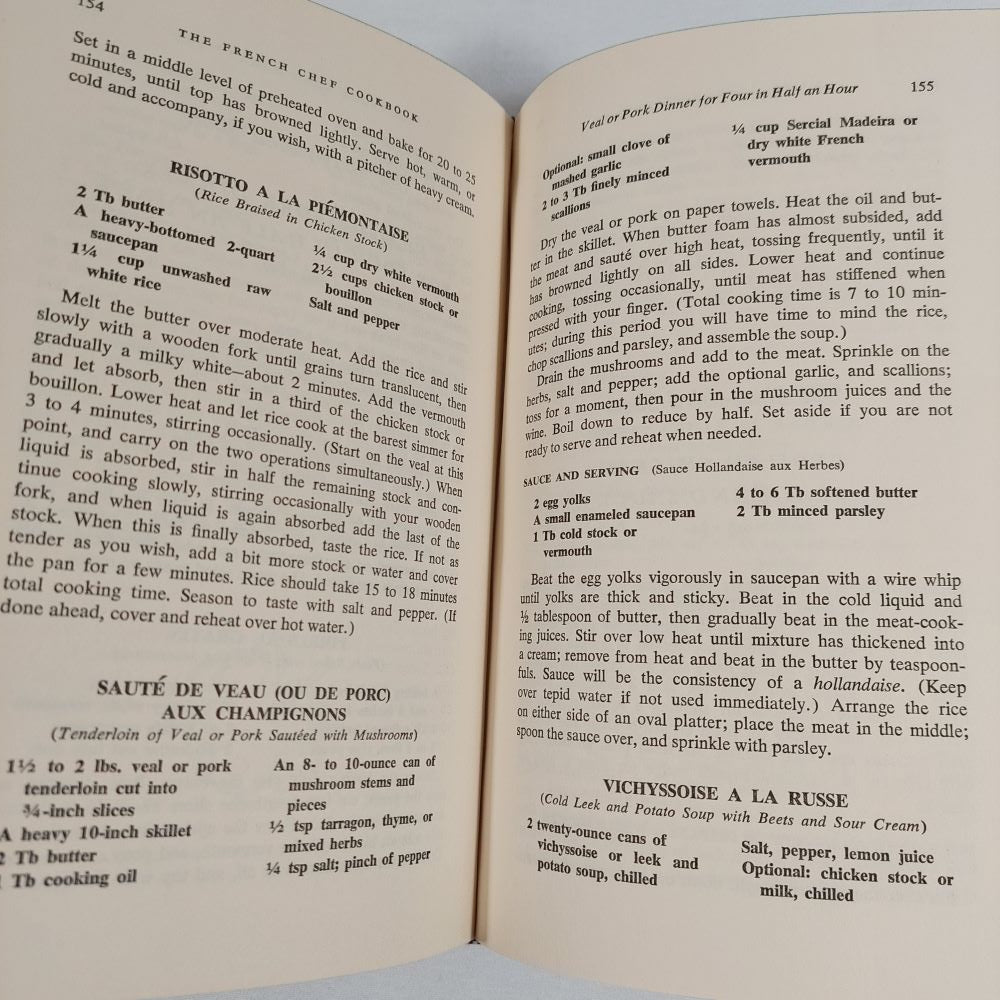 154
THE FRENCH CHEF COOKBOOK
Set in a middle level of preheated oven and bake for 20 to 25
minutes, until top has browned lightly. Serve hot, warm, or
cold and accompany, if you wish, with a pitcher of heavy cream.
RISOTTO A LA PIÉMONTAISE
(Rice Braised in Chicken Stock)
2 Tb butter
A heavy-bottomed 2-quart
saucepan
1¼ cup unwashed raw
white rice
¼ cup dry white vermouth
2½ cups chicken stock or
bouillon
Salt and pepper
Melt the butter over moderate heat. Add the rice and stir
slowly with a wooden fork until grains turn translucent, then
gradually a milky white—about 2 minutes. Add the vermouth
and let absorb, then stir in a third of the chicken stock or
bouillon. Lower heat and let rice cook at the barest simmer for
3 to 4 minutes, stirring occasionally. (Start on the veal at this
point, and carry on the two operations simultaneously.) When
liquid is absorbed, stir in half the remaining stock and con-
tinue cooking slowly, stirring occasionally with your wooden
fork, and when liquid is again absorbed add the last of the
stock. When this is finally absorbed, taste the rice. If not as
tender as you wish, add a bit more stock or water and cover
the pan for a few minutes. Rice should take 15 to 18 minutes
total cooking time. Season to taste with salt and pepper. (If
done ahead, cover and reheat over hot water.)
SAUTÉ DE VEAU (OU DE PORC)
AUX CHAMPIGNONS
(Tenderloin of Veal or Pork Sautéed with Mushrooms)
1½ to 2 lbs. veal or pork
tenderloin cut into
¾-inch slices
A heavy 10-inch skillet
2 Tb butter
1 Tb cooking oil
An 8- to 10-ounce can of
mushroom stems and
pieces
½ tsp tarragon, thyme, or
mixed herbs
¼ tsp salt; pinch of pepper
Veal or Pork Dinner for Four in Half an Hour
155
Optional: small clove of
mashed garlic
2 to 3 Tb finely minced
scallions
¼ cup Sercial Madeira or
dry white French
vermouth
Dry the veal or pork on paper towels. Heat the oil and but-
ter in the skillet. When butter foam has almost subsided, add
the meat and sauté over high heat, tossing frequently, until it
has browned lightly on all sides. Lower heat and continue
cooking, tossing occasionally, until meat has stiffened when
pressed with your finger. (Total cooking time is 7 to 10 min-
utes; during this period you will have time to mind the rice,
chop scallions and parsley, and assemble the soup.)
Drain the mushrooms and add to the meat. Sprinkle on the
herbs, salt and pepper; add the optional garlic, and scallions;
toss for a moment, then pour in the mushroom juices and the
wine. Boil down to reduce by half. Set aside if you are not
ready to serve and reheat when needed.
SAUCE AND SERVING (Sauce Hollandaise aux Herbes)
2 egg yolks
A small enameled saucepan
1 Tb cold stock or
vermouth
4 to 6 Tb softened butter
2 Tb minced parsley
Beat the egg yolks vigorously in saucepan with a wire whip
until yolks are thick and sticky. Beat in the cold liquid and
½ tablespoon of butter, then gradually beat in the meat-cook-
ing juices. Stir over low heat until mixture has thickened into
a cream; remove from heat and beat in the butter by teaspoon-
fuls. Sauce will be the consistency of a hollandaise. (Keep
over tepid water if not used immediately.) Arrange the rice
on either side of an oval platter; place the meat in the middle;
spoon the sauce over, and sprinkle with parsley.
VICHYSSOISE A LA RUSSE
(Cold Leek and Potato Soup with Beets and Sour Cream)
2 twenty-ounce cans of
vichyssoise or leek and
potato soup, chilled
Salt, pepper, lemon juice
Optional: chicken stock or
milk, chilled